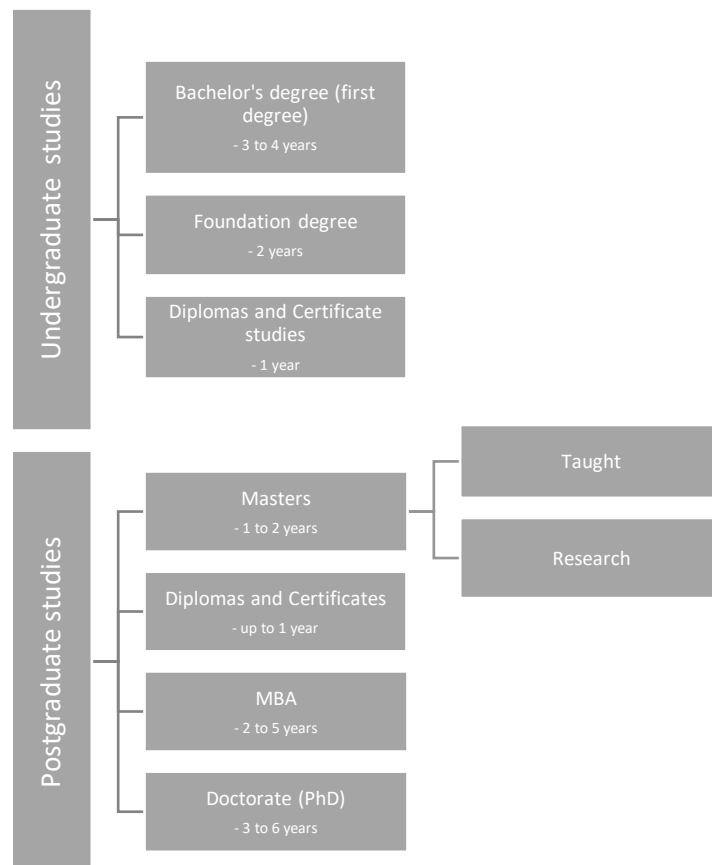 Undergraduate studies
Bachelor's degree (first
degree)
- 3 to 4 years
Foundation degree
- 2 years
Diplomas and Certificate
studies
- 1 year
Postgraduate studies
Masters
- 1 to 2 years
Taught
Research
Diplomas and Certificates
- up to 1 year
MBA
- 2 to 5 years
Doctorate (PhD)
- 3 to 6 years